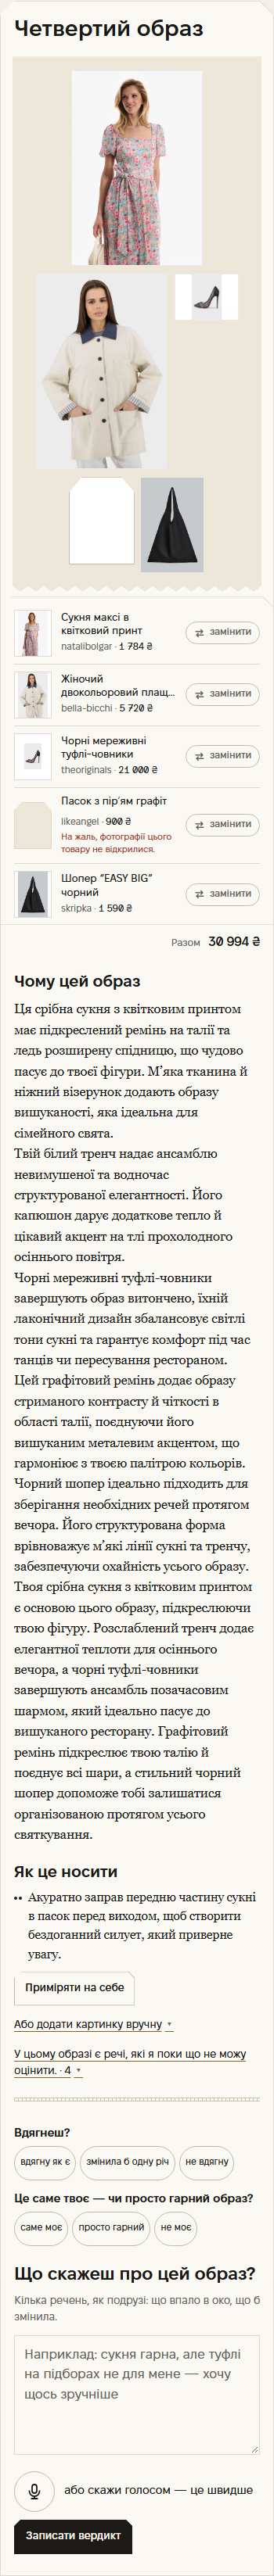 Четвертий образ
Сукня максі в
квітковий принт
natalibolgar · 1 784 ₴
замінити
Жіночий
двокольоровий плащ...
bella-bicchi · 5 720 ₴
замінити
Чорні мереживні
туфлі-човники
theoriginals · 21 000 ₴
замінити
Пасок з пірʼям графіт
likeangel · 900 ₴
На жаль, фотографії цього
товару не відкрилися.
замінити
Шопер "EASY BIG"
чорний
skripka · 1 590 ₴
замінити
Разом 30 994 ₴
Чому цей образ
Ця срібна сукня з квітковим принтом
має підкреслений ремінь на талії та
ледь розширену спідницю, що чудово
пасує до твоєї фігури. М’яка тканина й
ніжний візерунок додають образу
вишуканості, яка ідеальна для
сімейного свята.
Твій білий тренч надає ансамблю
невимушеної та водночас
структурованої елегантності. Його
капюшон дарує додаткове тепло й
цікавий акцент на тлі прохолодного
осіннього повітря.
Чорні мереживні туфлі-човники
завершують образ витончено, їхній
лаконічний дизайн збалансовує світлі
тони сукні та гарантує комфорт під час
танців чи пересування рестораном.
Цей графітовий ремінь додає образу
стриманого контрасту й чіткості в
області талії, поєднуючи його
вишуканим металевим акцентом, що
гармоніює з твоєю палітрою кольорів.
Чорний шопер ідеально підходить для
зберігання необхідних речей протягом
вечора. Його структурована форма
врівноважує м’які лінії сукні та тренчу,
забезпечуючи охайність усього образу.
Твоя срібна сукня з квітковим принтом
є основою цього образу, підкреслюючи
твою фігуру. Розслаблений тренч додає
елегантної теплоти для осіннього
вечора, а чорні туфлі-човники
завершують ансамбль позачасовим
шармом, який ідеально пасує до
вишуканого ресторану. Графітовий
ремінь підкреслює твою талію й
поєднує всі шари, а стильний чорний
шопер допоможе тобі залишатися
організованою протягом усього
святкування.
Як це носити
Акуратно заправ передню частину сукні
в пасок перед виходом, щоб створити
бездоганний силует, який приверне
увагу.
Приміряти на себе
Або додати картинку вручну
У цьому образі є речі, які я поки що не можу
оцінити. · 4
Вдягнеш?
вдягну як є
змінила б одну річ
не вдягну
Це саме твоє — чи просто гарний образ?
саме моє
просто гарний
не моє
Що скажеш про цей образ?
Кілька речень, як подрузі: що впало в око, що б
змінила.
Наприклад: сукня гарна, але туфлі
на підборах не для мене — хочу
щось зручніше
або скажи голосом — це швидше
Записати вердикт